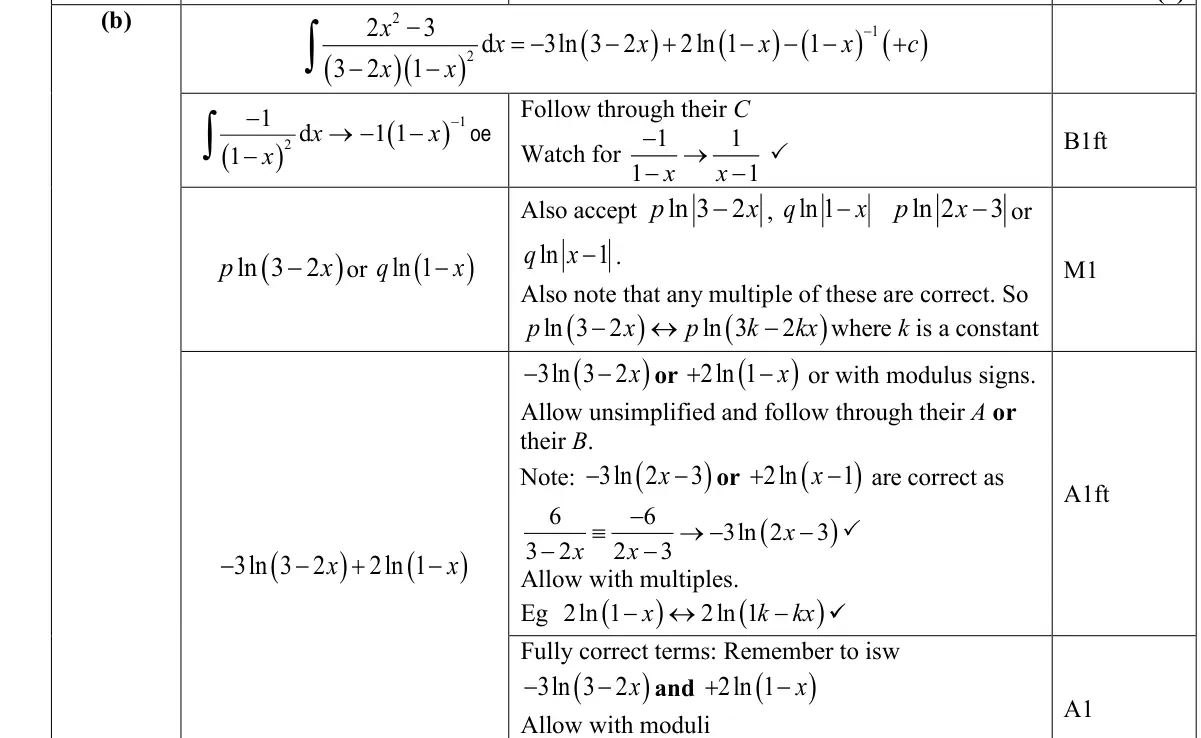 (b)
∫ (2x² − 3)/((3 − 2x)(1 − x)²) dx = −3ln(3 − 2x) + 2ln(1 − x) − (1 − x)⁻¹ (+c)
∫ −1/(1 − x)² dx → −1(1 − x)⁻¹ oe
Follow through their C
Watch for −1/(1 − x) → 1/(x − 1) ✓
B1ft
p ln(3 − 2x) or q ln(1 − x)
Also accept p ln|3 − 2x|, q ln|1 − x| p ln|2x − 3| or
q ln|x − 1|.
Also note that any multiple of these are correct. So
p ln(3 − 2x) ↔ p ln(3k − 2kx) where k is a constant
M1
−3ln(3 − 2x) + 2ln(1 − x)
−3ln(3 − 2x) or +2ln(1 − x) or with modulus signs.
Allow unsimplified and follow through their A or
their B.
Note: −3ln(2x − 3) or +2ln(x − 1) are correct as
6/(3 − 2x) ≡ −6/(2x − 3) → −3ln(2x − 3) ✓
Allow with multiples.
Eg 2ln(1 − x) ↔ 2ln(1k − kx) ✓
A1ft
Fully correct terms: Remember to isw
−3ln(3 − 2x) and +2ln(1 − x)
Allow with moduli
A1